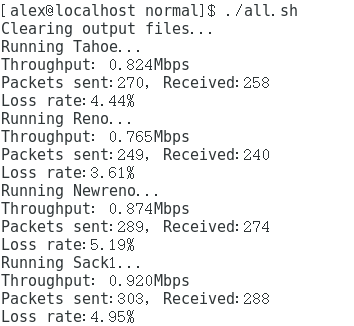 [alex@localhost normal]$ ./all.sh
Clearing output files...
Running Tahoe...
Throughput: 0.824Mbps
Packets sent:270, Received:258
Loss rate:4.44%
Running Reno...
Throughput: 0.765Mbps
Packets sent:249, Received:240
Loss rate:3.61%
Running Newreno...
Throughput: 0.874Mbps
Packets sent:289, Received:274
Loss rate:5.19%
Running Sack1...
Throughput: 0.920Mbps
Packets sent:303, Received:288
Loss rate:4.95%